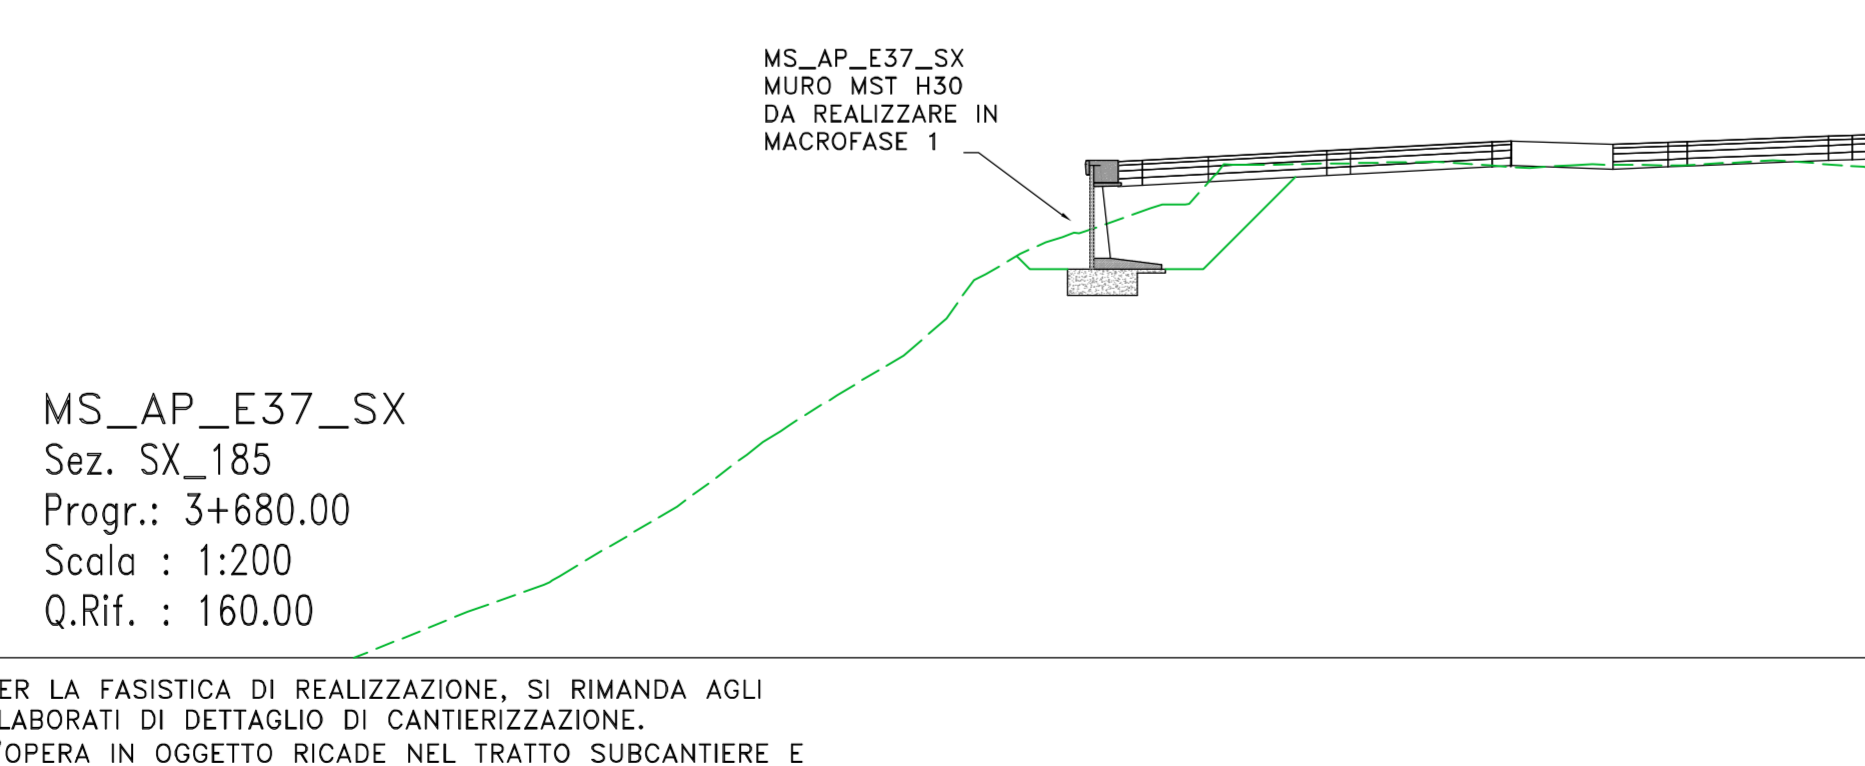 MS_AP_E37_SX
MURO MST H30
DA REALIZZARE IN
MACROFASE 1
MS_AP_E37_SX
Sez. SX_185
Progr.: 3+680.00
Scala : 1:200
Q.Rif. : 160.00
ER LA FASISTICA DI REALIZZAZIONE, SI RIMANDA AGLI
LABORATI DI DETTAGLIO DI CANTIERIZZAZIONE.
'OPERA IN OGGETTO RICADE NEL TRATTO SUBCANTIERE E